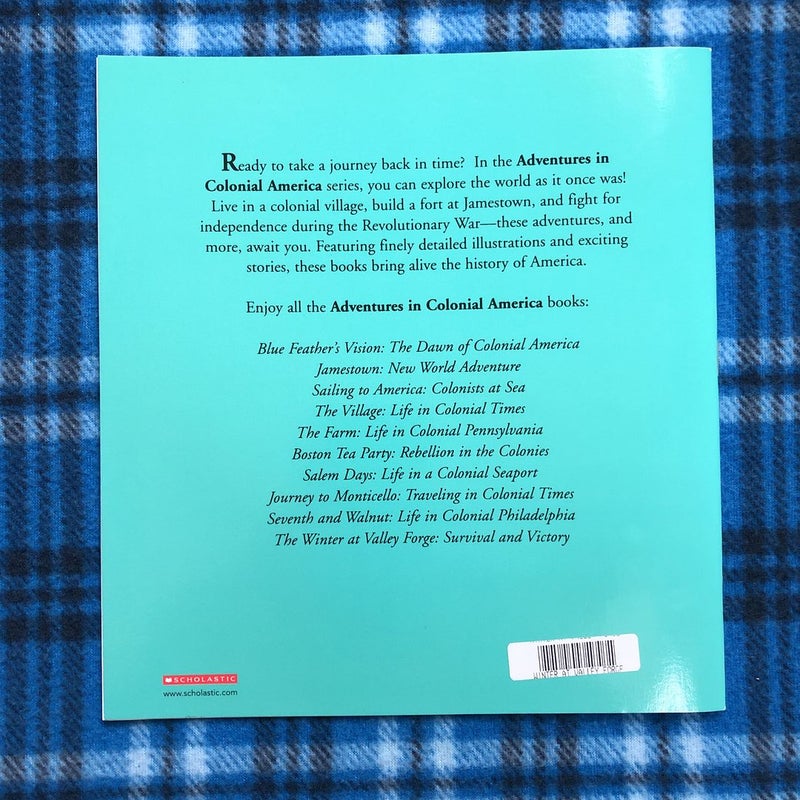 Ready to take a journey back in time? In the Adventures in
Colonial America series, you can explore the world as it once was!
Live in a colonial village, build a fort at Jamestown, and fight for
independence during the Revolutionary War—these adventures, and
more, await you. Featuring finely detailed illustrations and exciting
stories, these books bring alive the history of America.
Enjoy all the Adventures in Colonial America books:
Blue Feather's Vision: The Dawn of Colonial America
Jamestown: New World Adventure
Sailing to America: Colonists at Sea
The Village: Life in Colonial Times
The Farm: Life in Colonial Pennsylvania
Boston Tea Party: Rebellion in the Colonies
Salem Days: Life in a Colonial Seaport
Journey to Monticello: Traveling in Colonial Times
Seventh and Walnut: Life in Colonial Philadelphia
The Winter at Valley Forge: Survival and Victory
SCHOLASTIC
www.scholastic.com
WINTER AT VALLEY FORGE